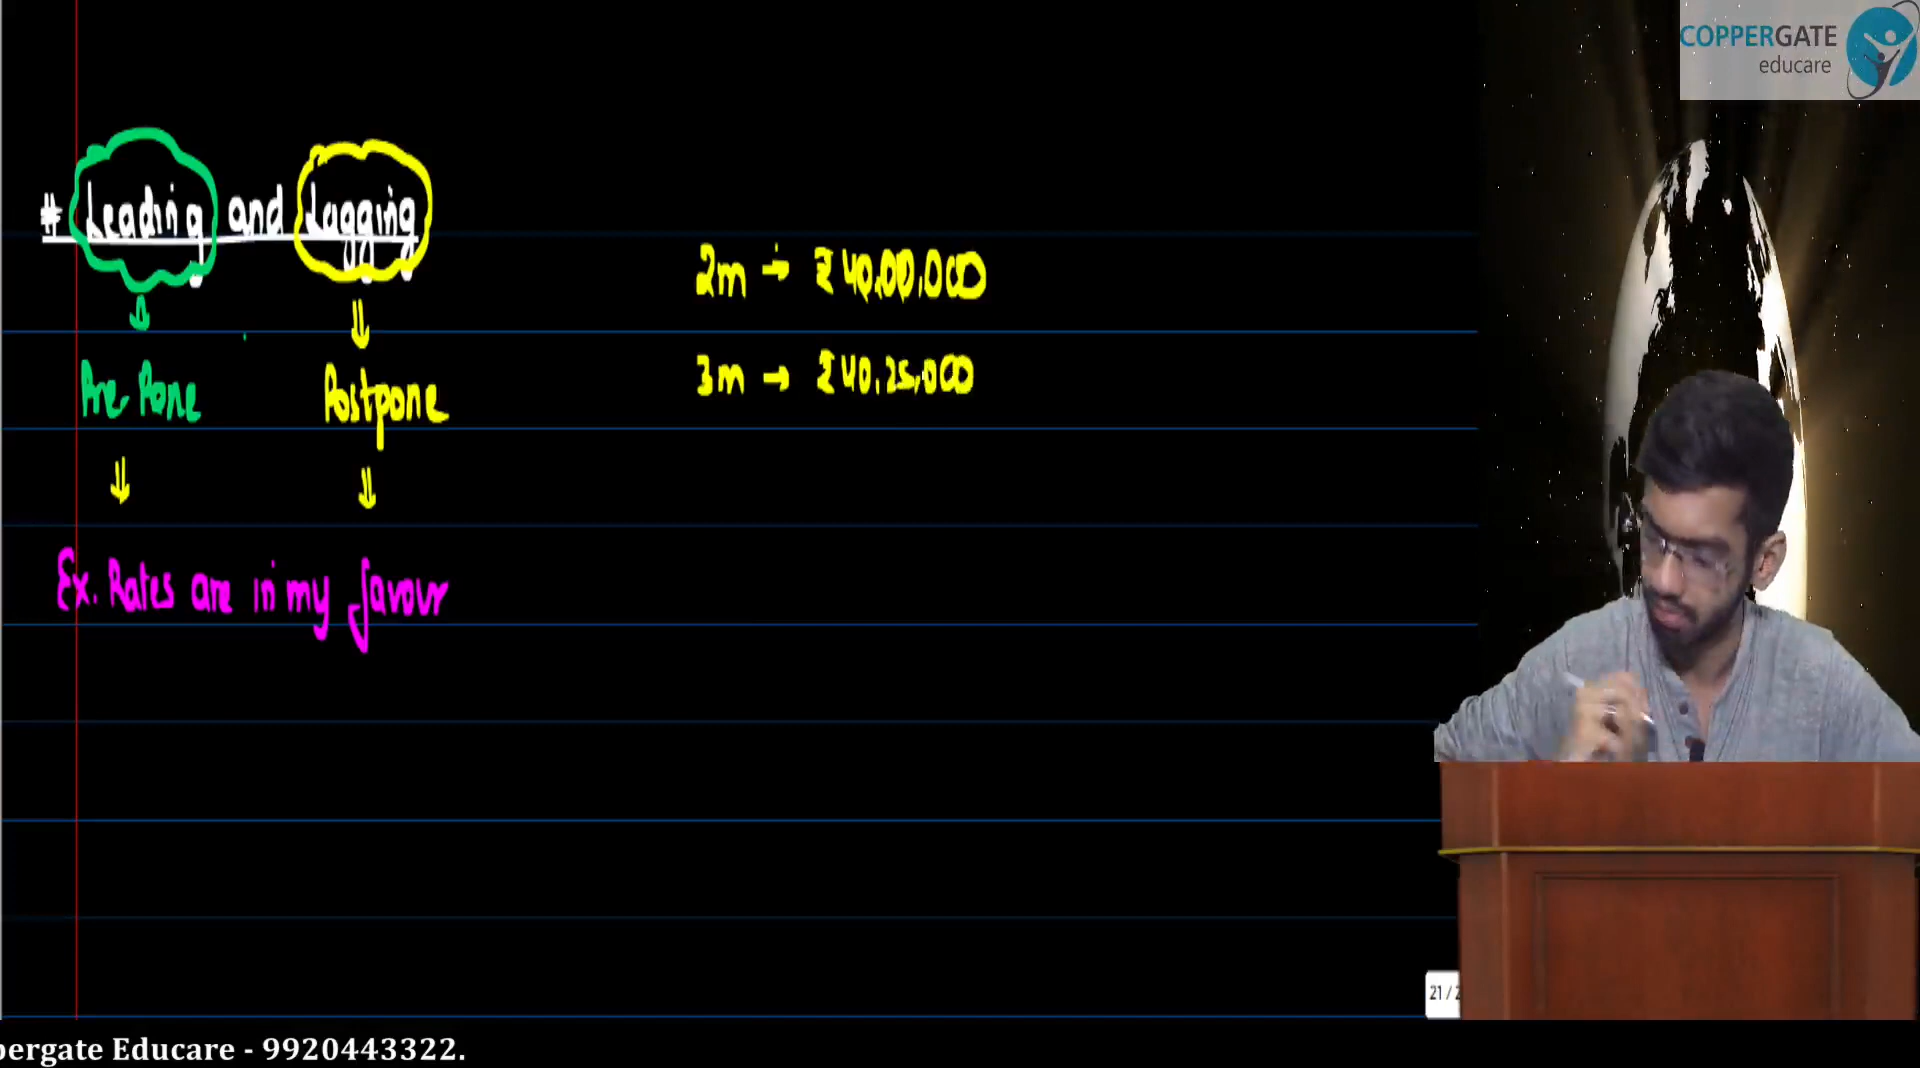 COPPERGATE
educare
# Leading and Lagging
2m → ₹40,00,000
3m → ₹40,25,000
Pre Pone
Postpone
Ex. Rates are in my favour
21 / 2
pergate Educare - 9920443322.